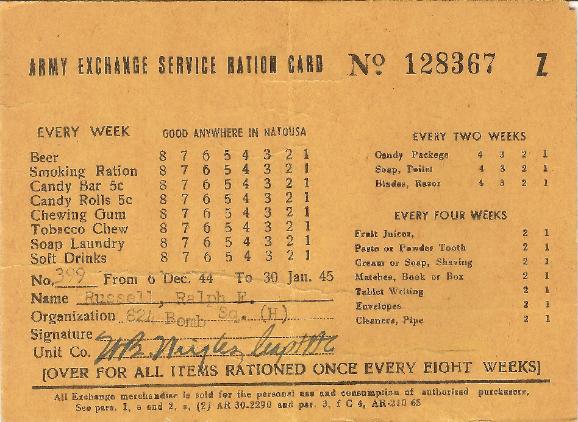 ARMY EXCHANGE SERVICE RATION CARD No 128367 Z
EVERY WEEK GOOD ANYWHERE IN NATOUSA
Beer 8 7 6 5 4 3 2 1
Smoking Ration 8 7 6 5 4 3 2 1
Candy Bar 5c 8 7 6 5 4 3 2 1
Candy Rolls 5c 8 7 6 5 4 3 2 1
Chewing Gum 8 7 6 5 4 3 2 1
Tobacco Chew 8 7 6 5 4 3 2 1
Soap Laundry 8 7 6 5 4 3 2 1
Soft Drinks 8 7 6 5 4 3 2 1
EVERY TWO WEEKS
Candy Package 4 3 2 1
Soap, Toilet 4 3 2 1
Blades, Razor 4 3 2 1
EVERY FOUR WEEKS
Fruit Juices, 2 1
Paste or Powder Tooth 2 1
Cream or Soap, Shaving 2 1
Matches, Book or Box 2 1
Tablet Writing 2 1
Envelopes 2 1
Cleaners, Pipe 2 1
No. 399 From 6 Dec. 44 To 30 Jan. 45
Name Russell, Ralph E.
Organization 824 Bomb Sq. (H)
Signature
Unit Co. W.B. Capt AC
[OVER FOR ALL ITEMS RATIONED ONCE EVERY EIGHT WEEKS]
All Exchange merchandise is sold for the personal use and consumption of authorized purchasers.
See pars. 1, a and 2, a, (2) AR 30-2290 and par. 3, f C 4, AR-210 65